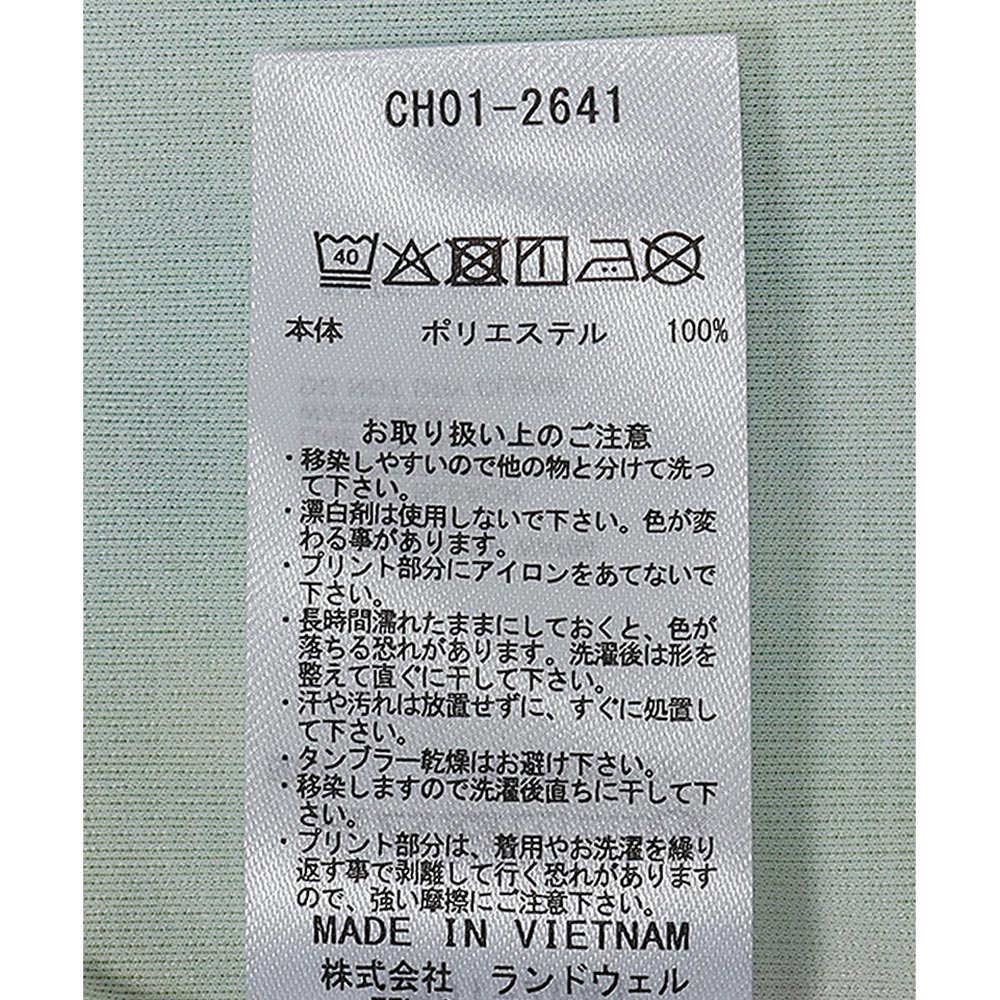 CH01-2641
40
本体 ポリエステル 100%
お取り扱い上のご注意
・移染しやすいので他の物と分けて洗っ
て下さい。
・漂白剤は使用しないで下さい。色が変
わる事があります。
・プリント部分にアイロンをあてないで
下さい。
・長時間濡れたままにしておくと、色が
落ちる恐れがあります。洗濯後は形を
整えて直ぐに干して下さい。
・汗や汚れは放置せずに、すぐに処置し
て下さい。
・タンブラー乾燥はお避け下さい。
・移染しますので洗濯後直ちに干して下
さい。
・プリント部分は、着用やお洗濯を繰り
返す事で剥離して行く恐れがあります
ので、強い摩擦にご注意下さい。
MADE IN VIETNAM
株式会社 ランドウェル